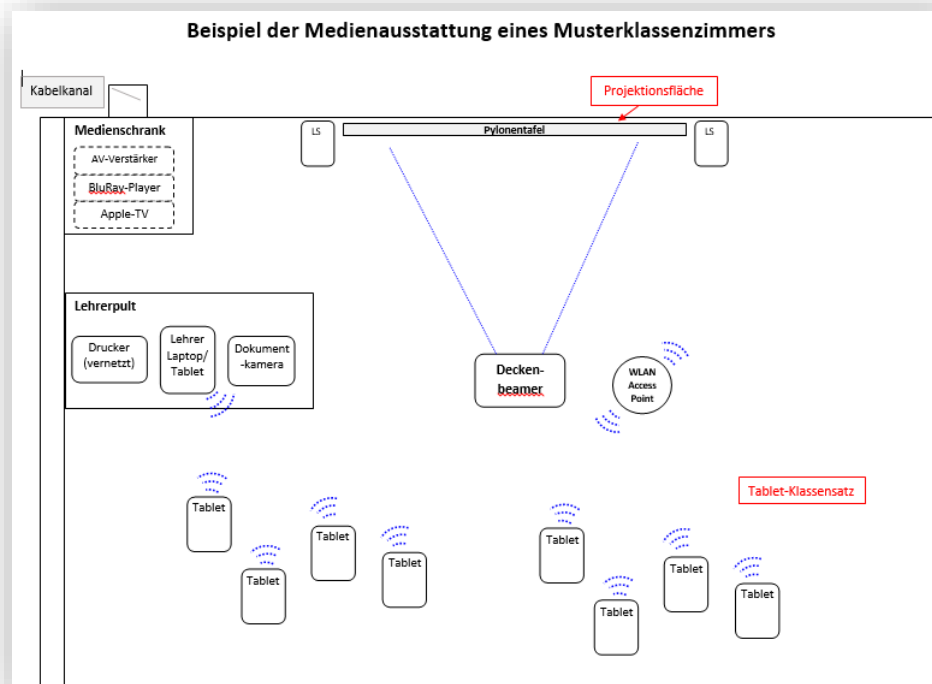 Beispiel der Medienausstattung eines Musterklassenzimmers
Kabelkanal
Projektionsfläche
Medienschrank
AV-Verstärker
BluRay-Player
Apple-TV
LS
Pylonentafel
LS
Lehrerpult
Drucker
(vernetzt)
Lehrer
Laptop/
Tablet
Dokument
-kamera
Decken-
beamer
WLAN
Access
Point
Tablet-Klassensatz
Tablet
Tablet
Tablet
Tablet
Tablet
Tablet
Tablet
Tablet